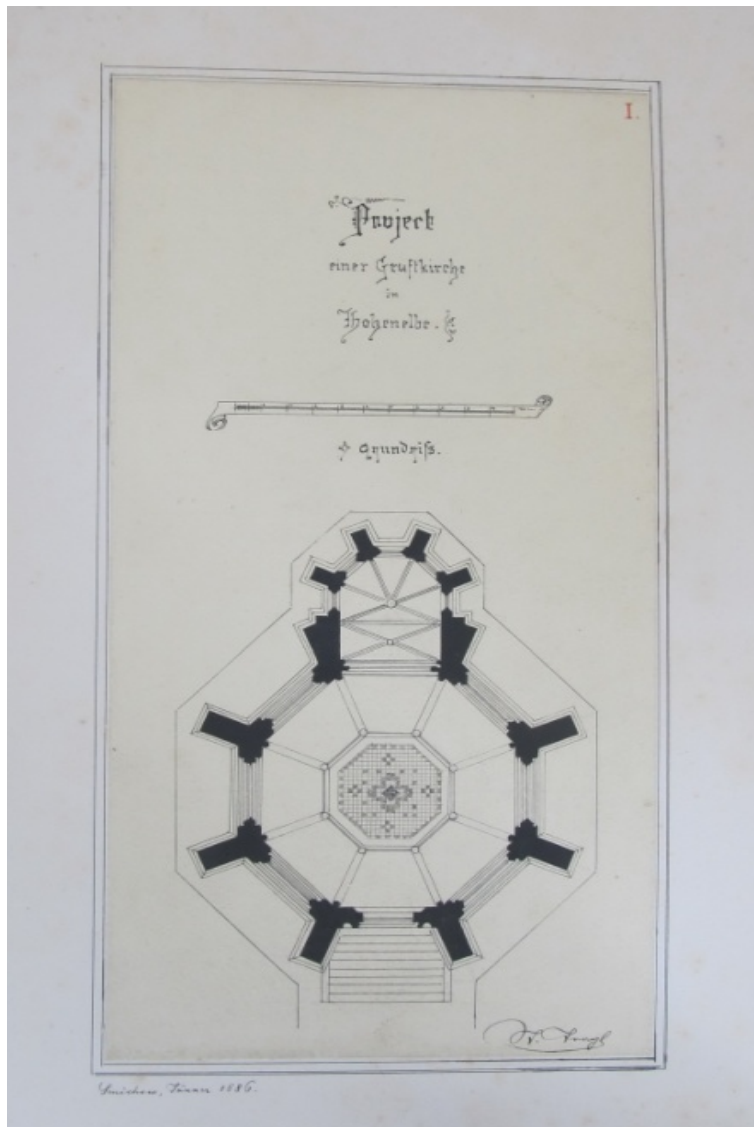 I.
Project
einer Gruftkirche
in
Hohenelbe.
Grundriſs.
Smichow, Jänner 1886.